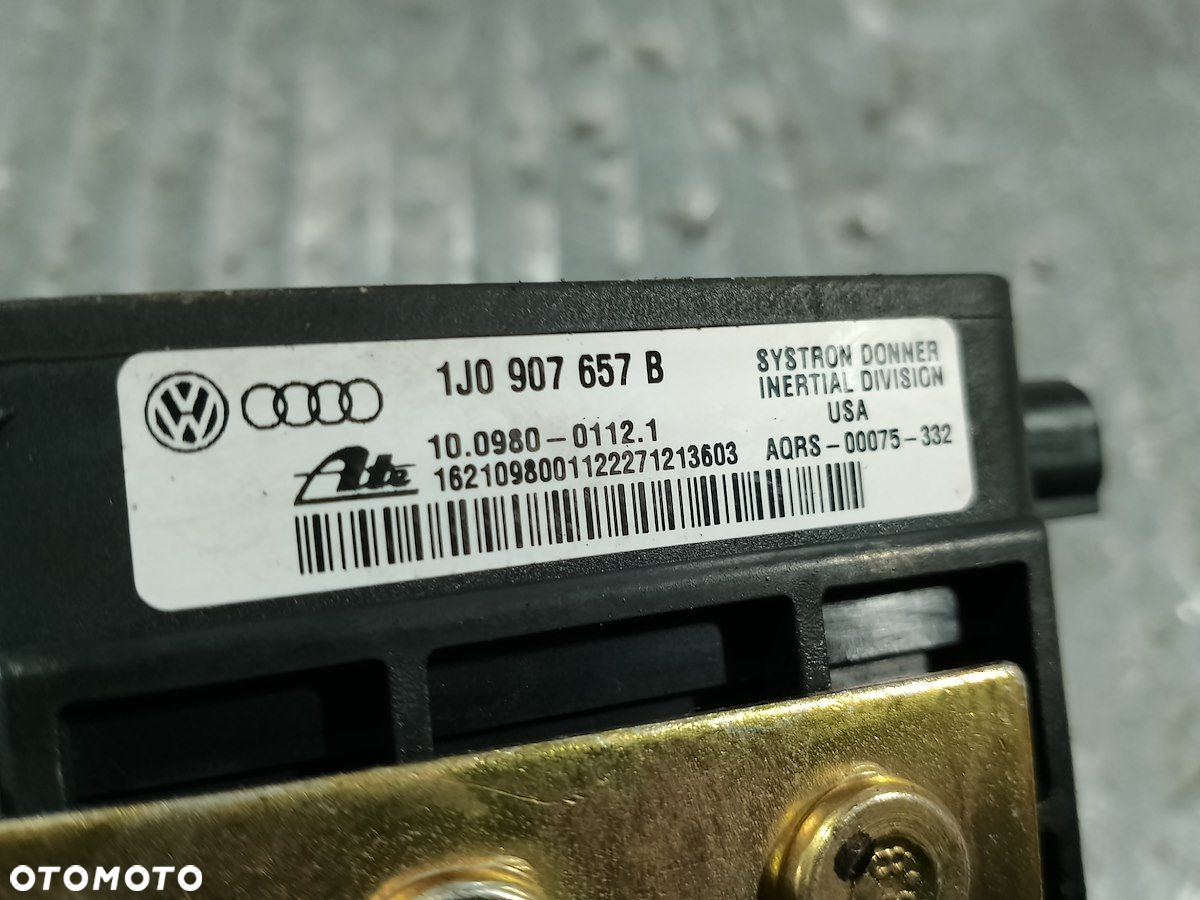 1J0 907 657 B
SYSTRON DONNER
INERTIAL DIVISION
USA
AQRS-00075-332
10.0980-0112.1
Ate
1621098001122271213603
OTOMOTO